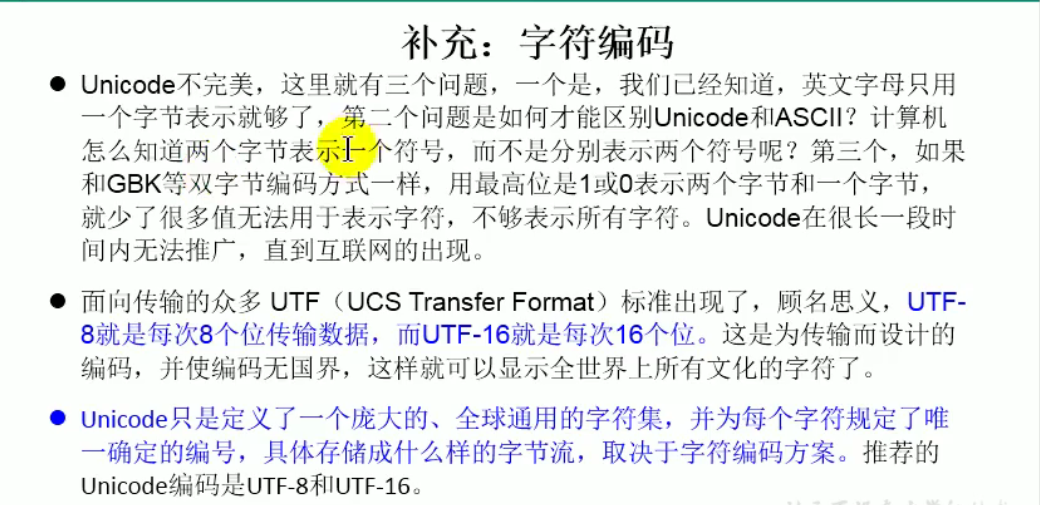 补充：字符编码
● Unicode不完美，这里就有三个问题，一个是，我们已经知道，英文字母只用
一个字节表示就够了，第二个问题是如何才能区别Unicode和ASCII？计算机
怎么知道两个字节表示一个符号，而不是分别表示两个符号呢？第三个，如果
和GBK等双字节编码方式一样，用最高位是1或0表示两个字节和一个字节，
就少了很多值无法用于表示字符，不够表示所有字符。Unicode在很长一段时
间内无法推广，直到互联网的出现。
● 面向传输的众多 UTF（UCS Transfer Format）标准出现了，顾名思义，UTF-
8就是每次8个位传输数据，而UTF-16就是每次16个位。这是为传输而设计的
编码，并使编码无国界，这样就可以显示全世界上所有文化的字符了。
● Unicode只是定义了一个庞大的、全球通用的字符集，并为每个字符规定了唯
一确定的编号，具体存储成什么样的字节流，取决于字符编码方案。推荐的
Unicode编码是UTF-8和UTF-16。